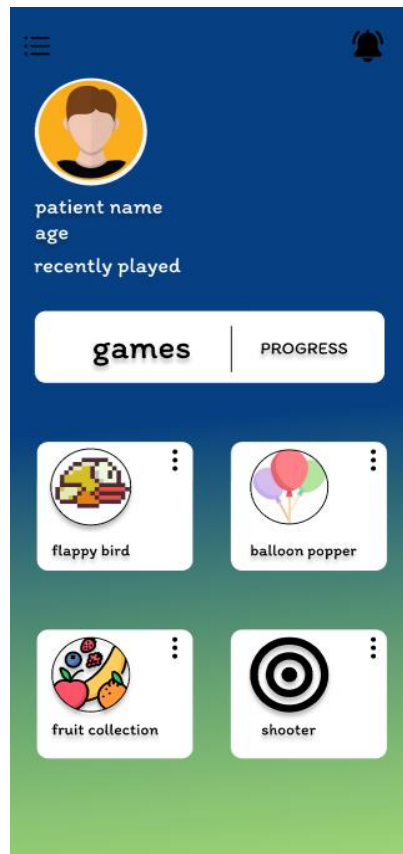 patient name
age
recently played
games
PROGRESS
flappy bird
balloon popper
fruit collection
shooter